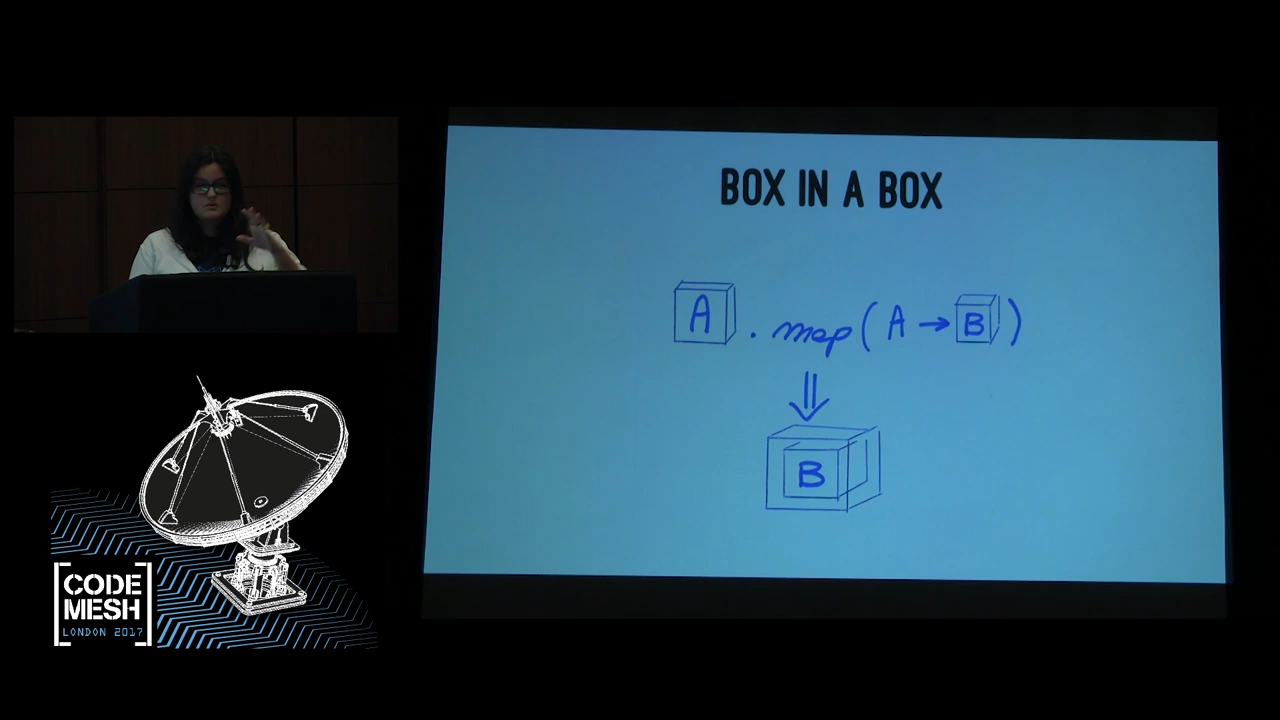 BOX IN A BOX
A . map ( A → B )
⇓
B
[CODE
MESH]
LONDON 2017